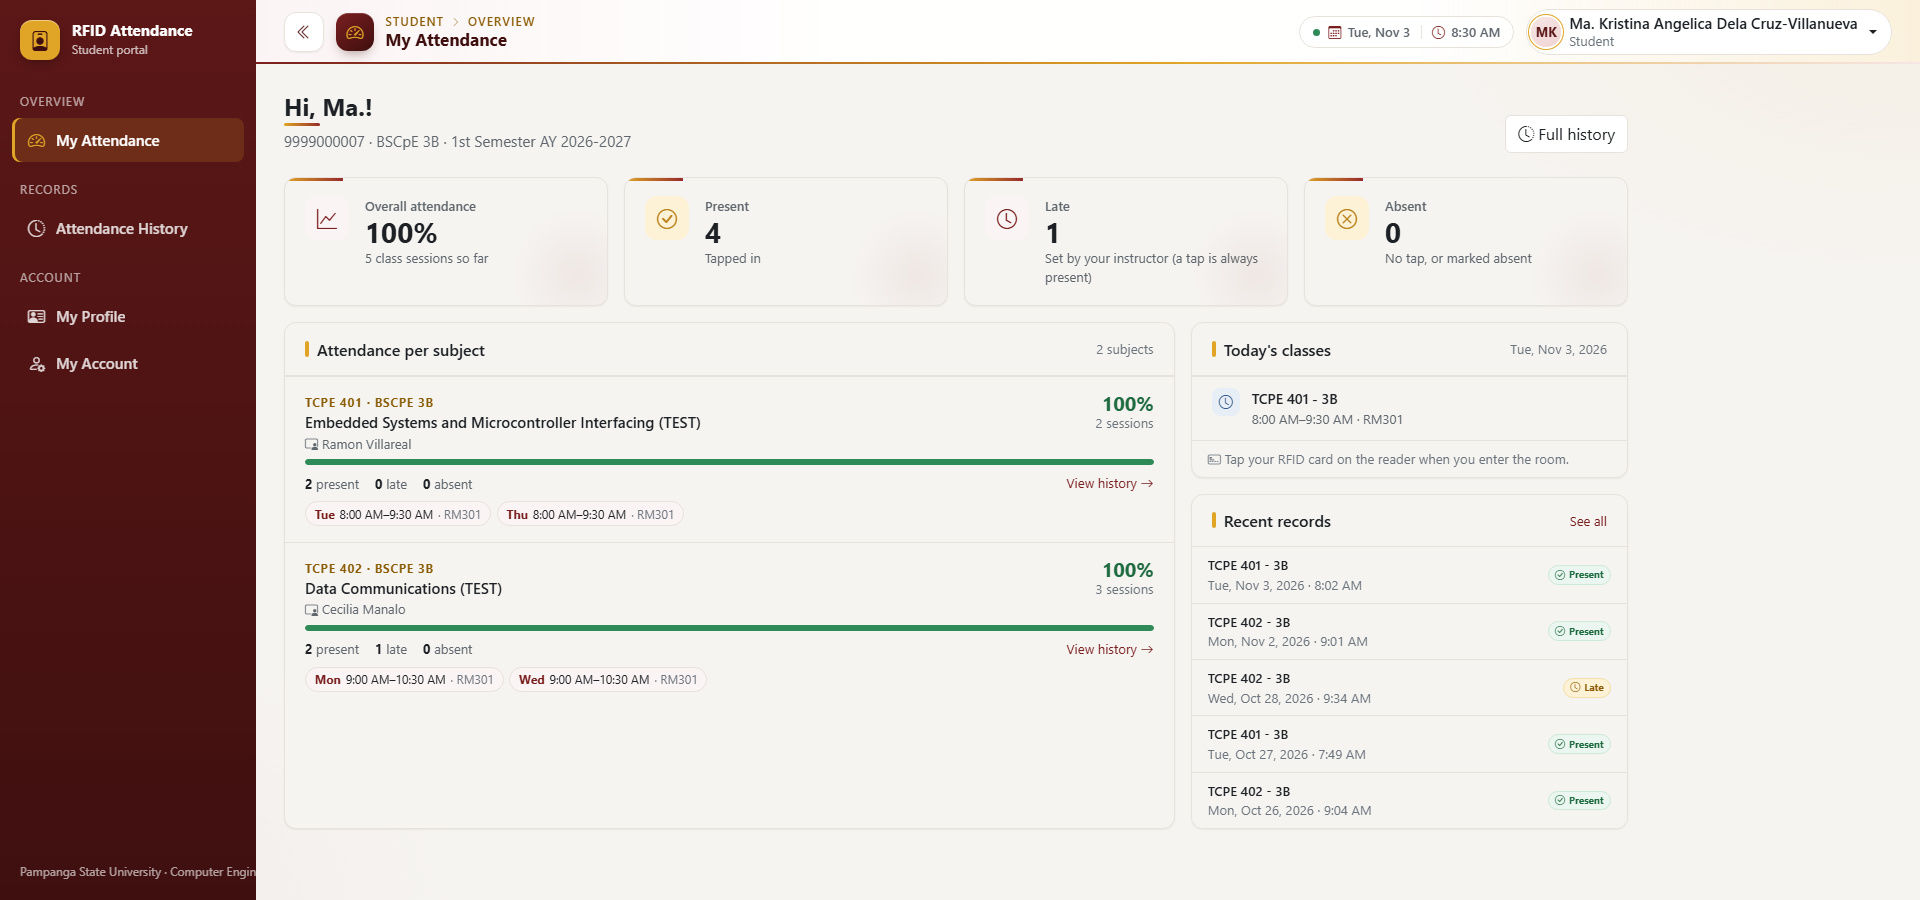 RFID Attendance
Student portal
OVERVIEW
My Attendance
RECORDS
Attendance History
ACCOUNT
My Profile
My Account
Pampanga State University · Computer Engin
STUDENT > OVERVIEW
My Attendance
Tue, Nov 3
8:30 AM
MK
Ma. Kristina Angelica Dela Cruz-Villanueva
Student
Hi, Ma.!
9999000007 · BSCpE 3B · 1st Semester AY 2026-2027
Full history
Overall attendance
100%
5 class sessions so far
Present
4
Tapped in
Late
1
Set by your instructor (a tap is always
present)
Absent
0
No tap, or marked absent
Attendance per subject
2 subjects
TCPE 401 · BSCPE 3B
100%
Embedded Systems and Microcontroller Interfacing (TEST)
2 sessions
Ramon Villareal
2 present 0 late 0 absent
View history →
Tue 8:00 AM–9:30 AM · RM301
Thu 8:00 AM–9:30 AM · RM301
TCPE 402 · BSCPE 3B
100%
Data Communications (TEST)
3 sessions
Cecilia Manalo
2 present 1 late 0 absent
View history →
Mon 9:00 AM–10:30 AM · RM301
Wed 9:00 AM–10:30 AM · RM301
Today's classes
Tue, Nov 3, 2026
TCPE 401 - 3B
8:00 AM–9:30 AM · RM301
Tap your RFID card on the reader when you enter the room.
Recent records
See all
TCPE 401 - 3B
Tue, Nov 3, 2026 · 8:02 AM
Present
TCPE 402 - 3B
Mon, Nov 2, 2026 · 9:01 AM
Present
TCPE 402 - 3B
Wed, Oct 28, 2026 · 9:34 AM
Late
TCPE 401 - 3B
Tue, Oct 27, 2026 · 7:49 AM
Present
TCPE 402 - 3B
Mon, Oct 26, 2026 · 9:04 AM
Present